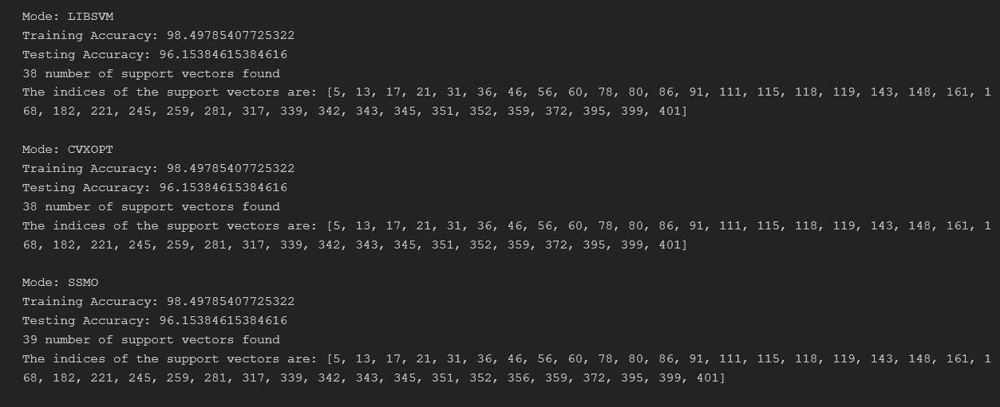 Mode: LIBSVM
Training Accuracy: 98.49785407725322
Testing Accuracy: 96.15384615384616
38 number of support vectors found
The indices of the support vectors are: [5, 13, 17, 21, 31, 36, 46, 56, 60, 78, 80, 86, 91, 111, 115, 118, 119, 143, 148, 161, 1
68, 182, 221, 245, 259, 281, 317, 339, 342, 343, 345, 351, 352, 359, 372, 395, 399, 401]
Mode: CVXOPT
Training Accuracy: 98.49785407725322
Testing Accuracy: 96.15384615384616
38 number of support vectors found
The indices of the support vectors are: [5, 13, 17, 21, 31, 36, 46, 56, 60, 78, 80, 86, 91, 111, 115, 118, 119, 143, 148, 161, 1
68, 182, 221, 245, 259, 281, 317, 339, 342, 343, 345, 351, 352, 359, 372, 395, 399, 401]
Mode: SSMO
Training Accuracy: 98.49785407725322
Testing Accuracy: 96.15384615384616
39 number of support vectors found
The indices of the support vectors are: [5, 13, 17, 21, 31, 36, 46, 56, 60, 78, 80, 86, 91, 111, 115, 118, 119, 143, 148, 161, 1
68, 182, 221, 245, 259, 281, 317, 339, 342, 343, 345, 351, 352, 356, 359, 372, 395, 399, 401]